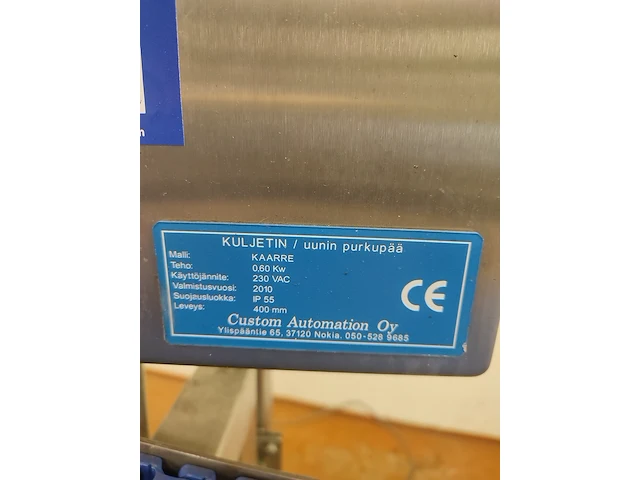 m
KULJETIN / uunin purkupää
Malli: KAARRE
Teho: 0,60 Kw
Käyttöjännite: 230 VAC
Valmistusvuosi: 2010
Suojausluokka: IP 55
Leveys: 400 mm
CE
Custom Automation Oy
Ylispääntie 65, 37120 Nokia. 050-528 9685